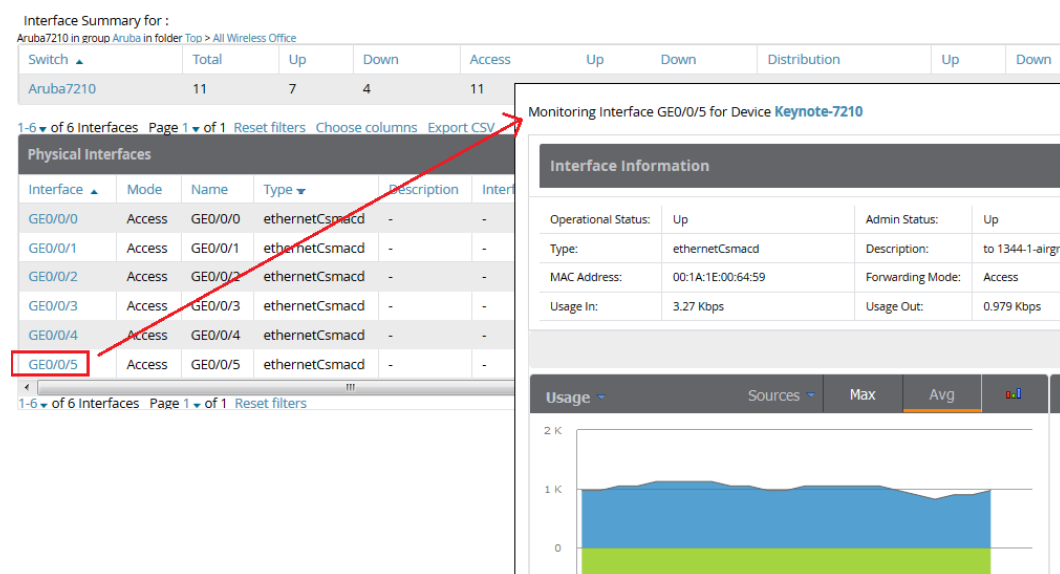 Interface Summary for :
Aruba7210 in group Aruba in folder Top > All Wireless Office
Switch Total Up Down Access Up Down Distribution Up Down
Aruba7210 11 7 4 11
1-6 of 6 Interfaces Page 1 of 1 Reset filters Choose columns Export CSV
Physical Interfaces
Interface Mode Name Type Description Interf
GE0/0/0 Access GE0/0/0 ethernetCsmacd - -
GE0/0/1 Access GE0/0/1 ethernetCsmacd - -
GE0/0/2 Access GE0/0/2 ethernetCsmacd - -
GE0/0/3 Access GE0/0/3 ethernetCsmacd - -
GE0/0/4 Access GE0/0/4 ethernetCsmacd - -
GE0/0/5 Access GE0/0/5 ethernetCsmacd - -
1-6 of 6 Interfaces Page 1 of 1 Reset filters
Monitoring Interface GE0/0/5 for Device Keynote-7210
Interface Information
Operational Status: Up Admin Status: Up
Type: ethernetCsmacd Description: to 1344-1-airgr
MAC Address: 00:1A:1E:00:64:59 Forwarding Mode: Access
Usage In: 3.27 Kbps Usage Out: 0.979 Kbps
Usage Sources Max Avg
2 K
1 K
0